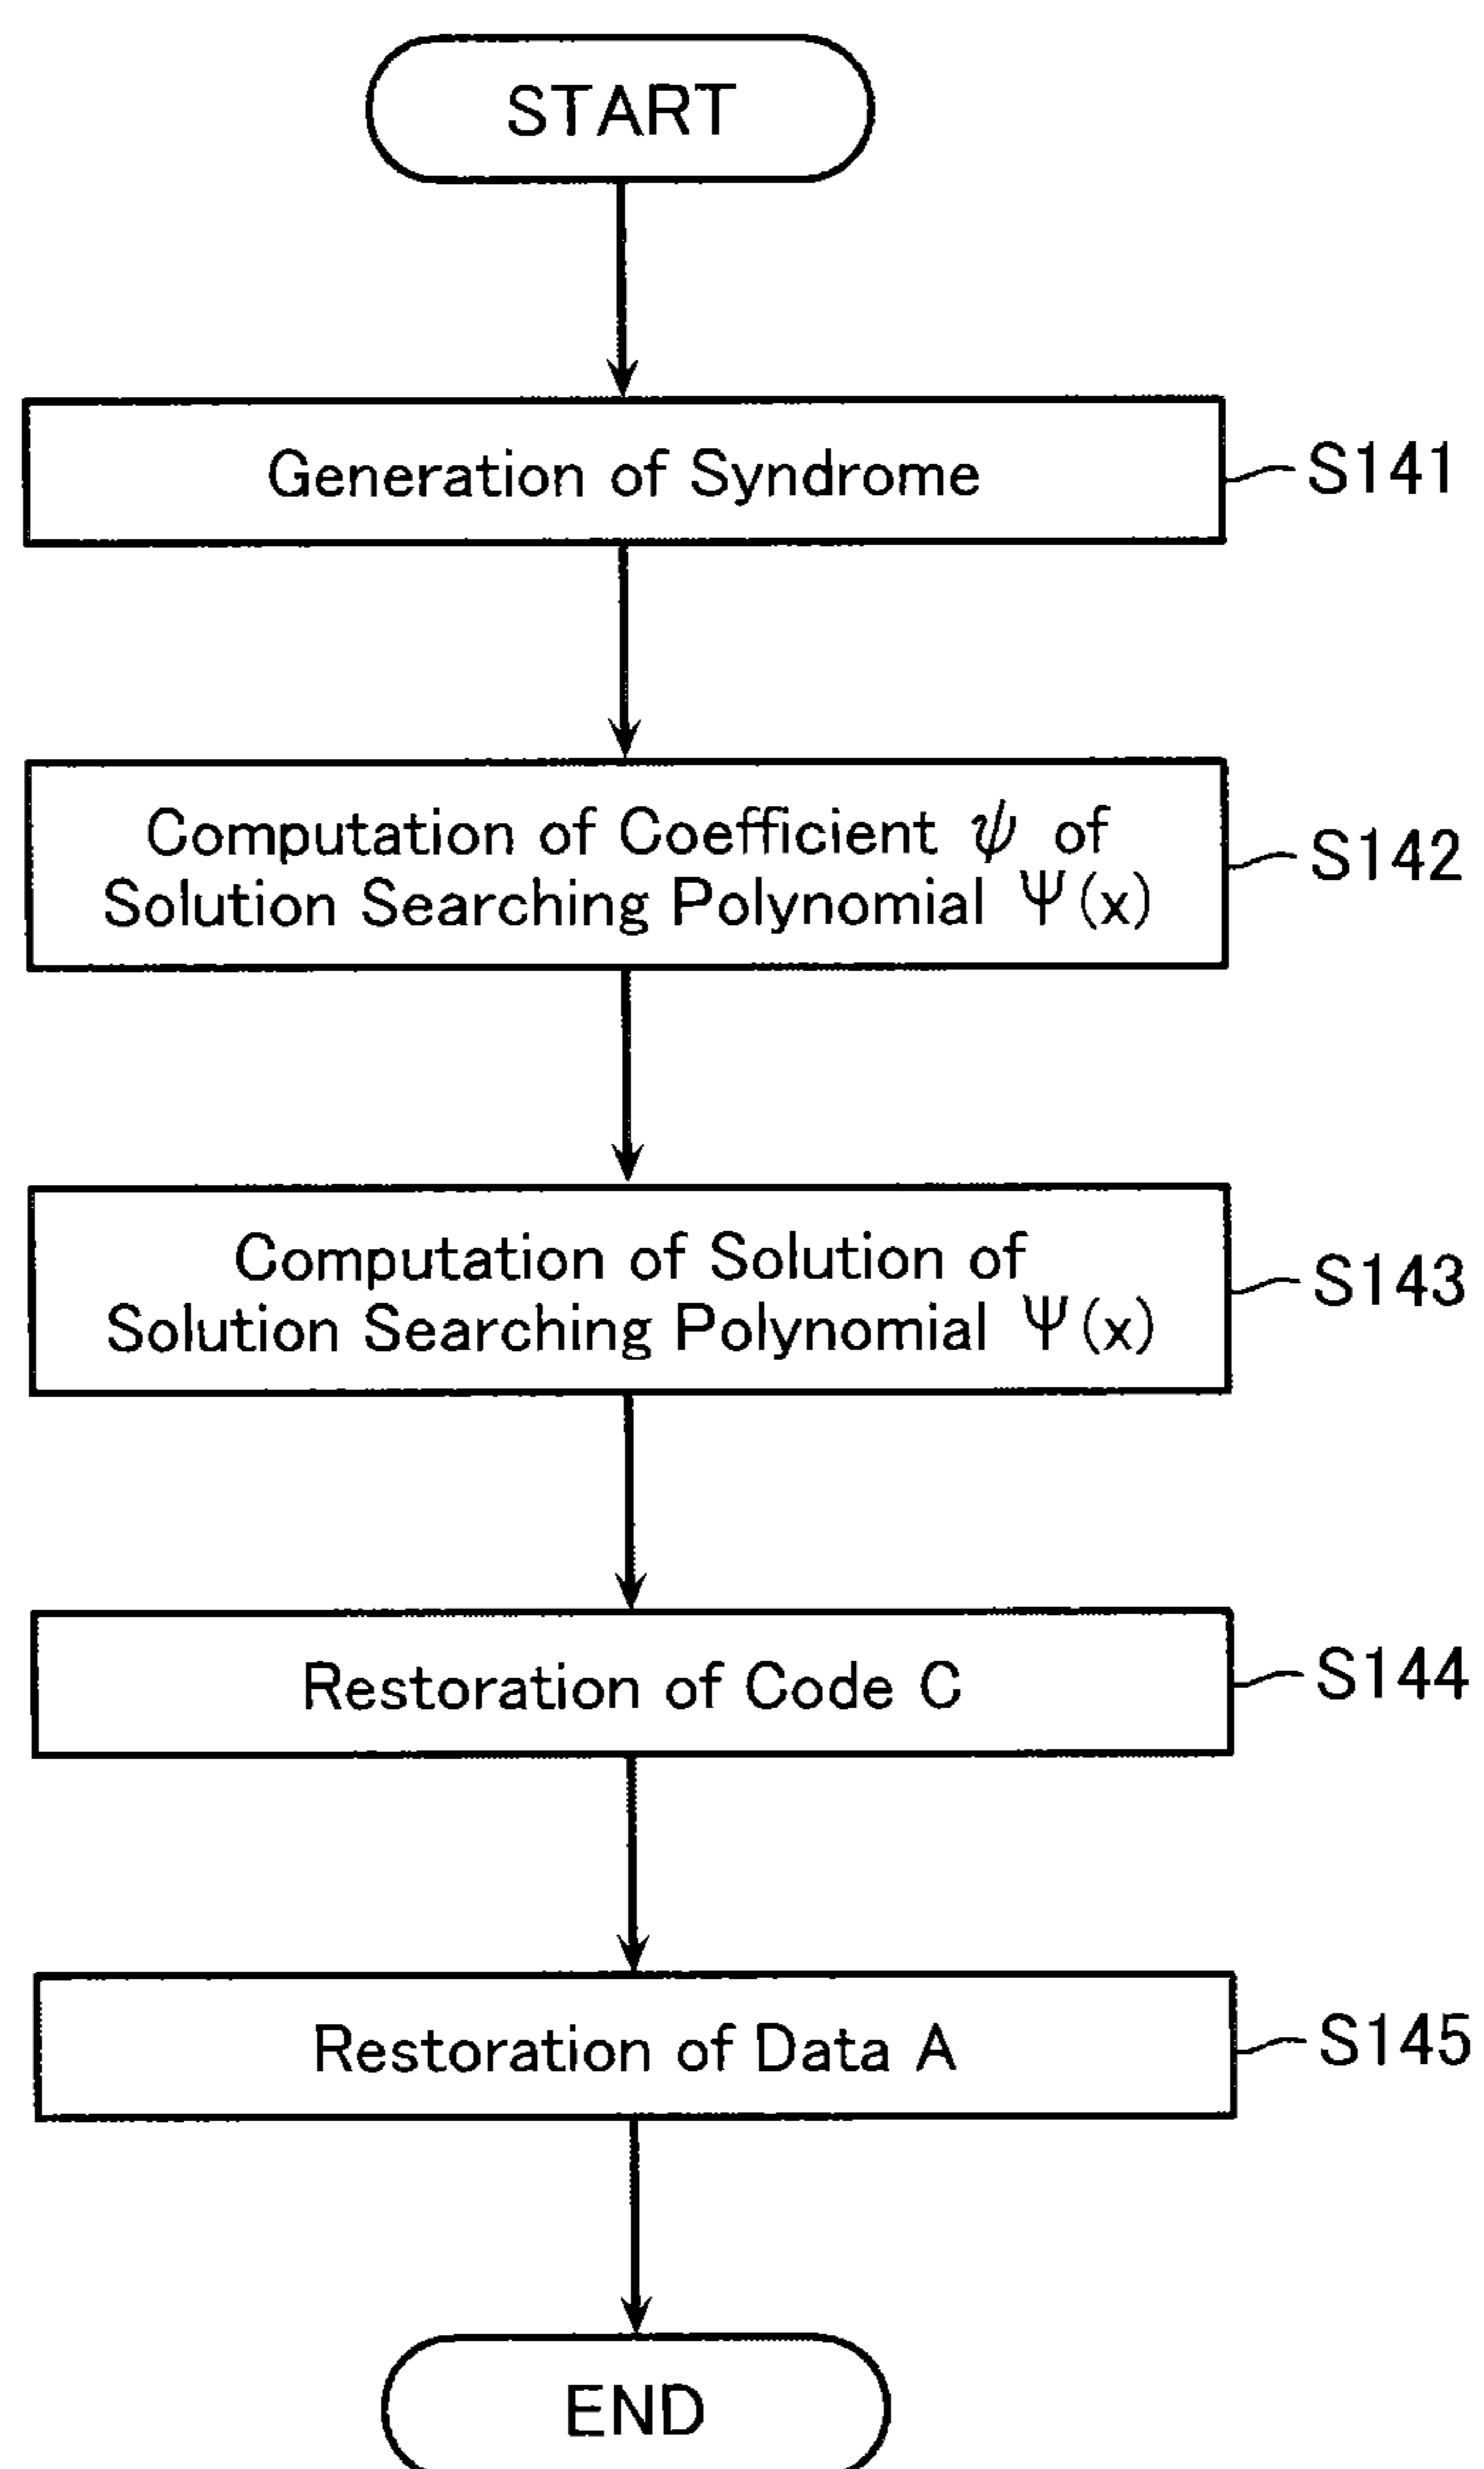 START
Generation of Syndrome
S141
Computation of Coefficient ψ of
Solution Searching Polynomial Ψ(x)
S142
Computation of Solution of
Solution Searching Polynomial Ψ(x)
S143
Restoration of Code C
S144
Restoration of Data A
S145
END